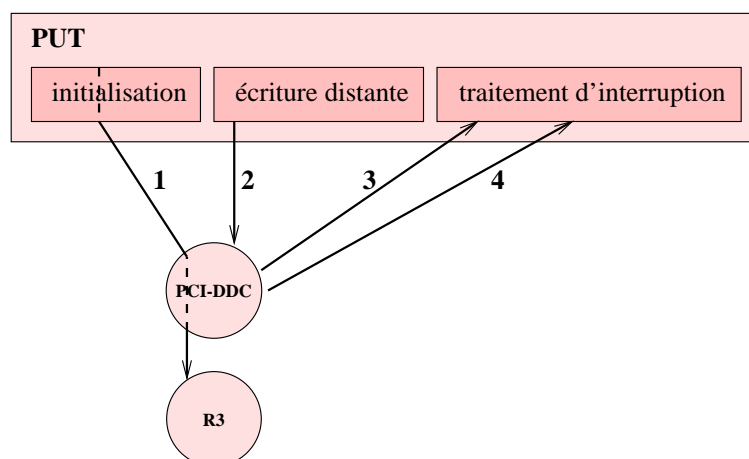 PUT
initialisation
écriture distante
traitement d'interruption
1
2
3
4
PCI-DDC
R3